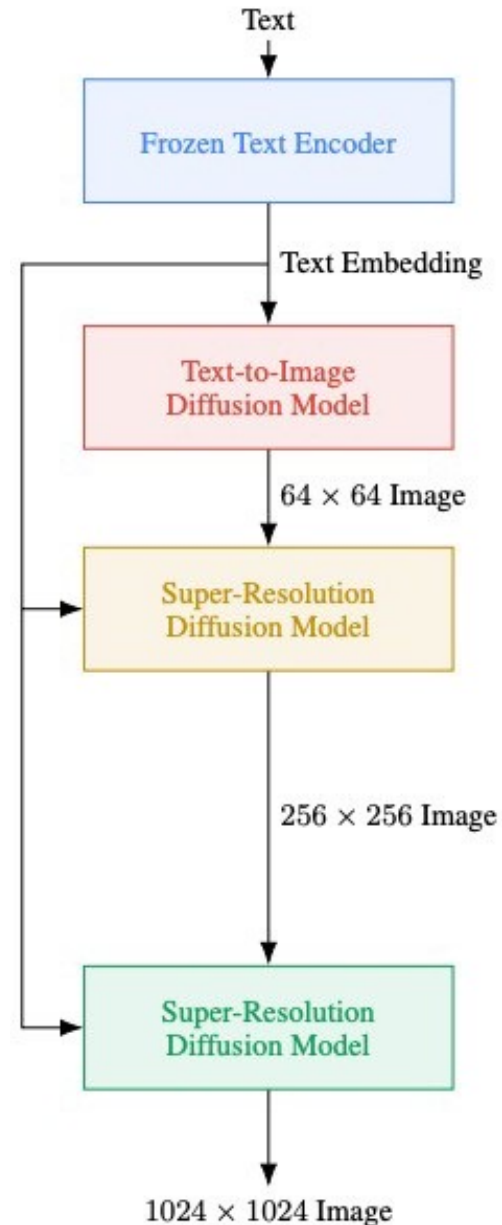 Text
Frozen Text Encoder
Text Embedding
Text-to-Image
Diffusion Model
64 × 64 Image
Super-Resolution
Diffusion Model
256 × 256 Image
Super-Resolution
Diffusion Model
1024 × 1024 Image